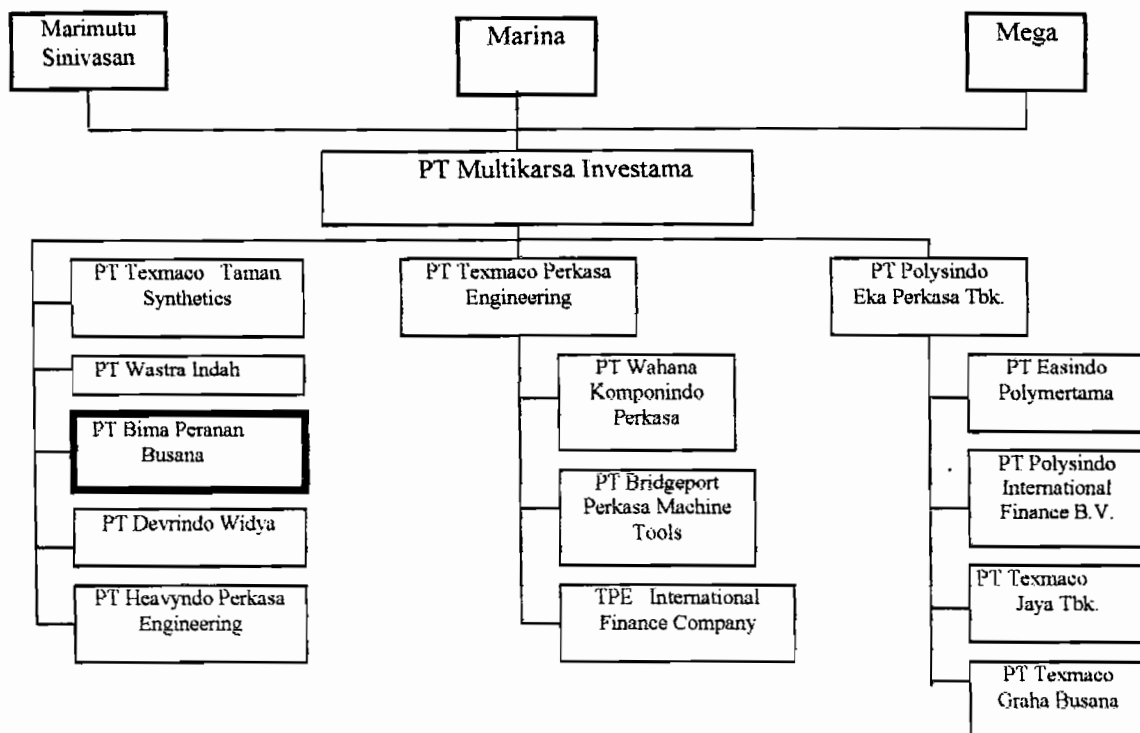 Marimutu
Sinivasan
Marina
Mega
PT Multikarsa Investama
PT Texmaco Taman
Synthetics
PT Wastra Indah
PT Bima Peranan
Busana
PT Devrindo Widya
PT Heavyndo Perkasa
Engineering
PT Texmaco Perkasa
Engineering
PT Wahana
Komponindo
Perkasa
PT Bridgeport
Perkasa Machine
Tools
TPE International
Finance Company
PT Polysindo
Eka Perkasa Tbk.
PT Easindo
Polymertama
PT Polysindo
International
Finance B.V.
PT Texmaco
Jaya Tbk.
PT Texmaco
Graha Busana